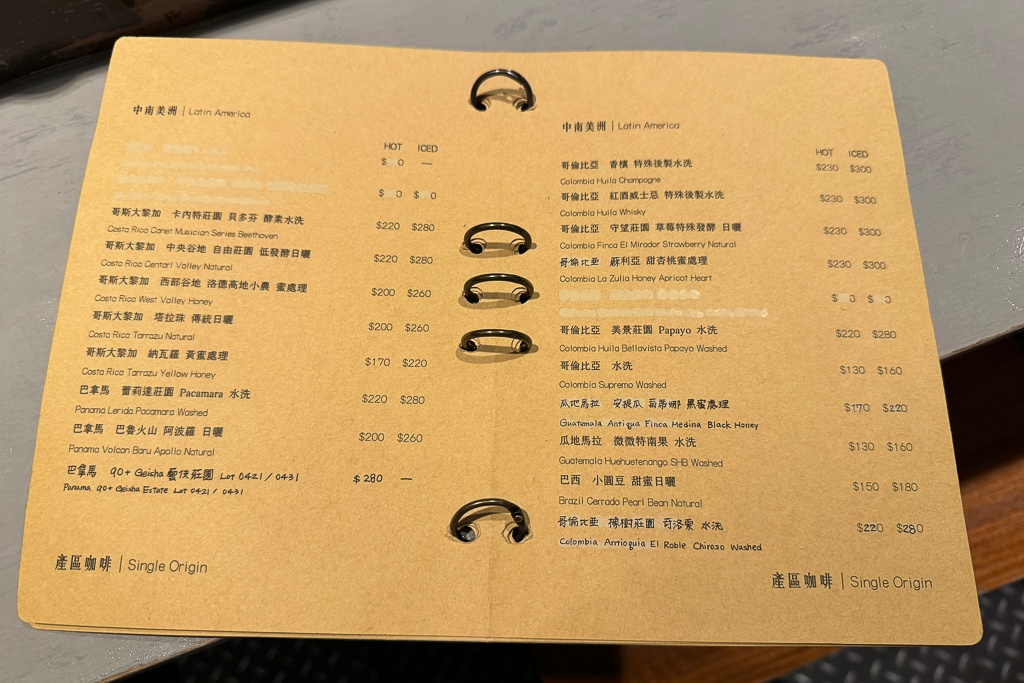 中南美洲 | Latin America
HOT ICED
$ 0 —
$ 0 $ 0
哥斯大黎加 卡內特莊園 貝多芬 酵素水洗 $220 $280
Costa Rica Canet Musician Series Beethoven
哥斯大黎加 中央谷地 自由莊園 低發酵日曬 $220 $280
Costa Rica Centarl Valley Natural
哥斯大黎加 西部谷地 洛德高地小農 蜜處理 $200 $260
Costa Rica West Valley Honey
哥斯大黎加 塔拉珠 傳統日曬 $200 $260
Costa Rica Tarrazu Natural
哥斯大黎加 納瓦羅 黃蜜處理 $170 $220
Costa Rica Tarrazu Yellow Honey
巴拿馬 蕾莉達莊園 Pacamara 水洗 $220 $280
Panama Lerida Pacamara Washed
巴拿馬 巴魯火山 阿波羅 日曬 $200 $260
Panama Volcan Baru Apollo Natural
巴拿馬 90+ Geisha 藝伎莊園 Lot 0421 / 0431 $280 —
Panama 90+ Geisha Estate Lot 0421 / 0431
產區咖啡 | Single Origin
中南美洲 | Latin America
HOT ICED
哥倫比亞 香檳 特殊後製水洗 $230 $300
Colombia Huila Champagne
哥倫比亞 紅酒威士忌 特殊後製水洗 $230 $300
Colombia Huila Whisky
哥倫比亞 守望莊園 草莓特殊發酵 日曬 $230 $300
Colombia Finca El Mirador Strawberry Natural
哥倫比亞 蘇利亞 甜杏桃蜜處理 $230 $300
Colombia La Zulia Honey Apricot Heart
$ 0 $ 0
哥倫比亞 美景莊園 Papayo 水洗 $220 $280
Colombia Huila Bellavista Papayo Washed
哥倫比亞 水洗 $130 $160
Colombia Supremo Washed
瓜地馬拉 安提瓜 莓蒂娜 黑蜜處理 $170 $220
Guatemala Antigua Finca Medina Black Honey
瓜地馬拉 微微特南果 水洗 $130 $160
Guatemala Huehuetenango SHB Washed
巴西 小圓豆 甜蜜日曬 $150 $180
Brazil Cerrado Pearl Bean Natural
哥倫比亞 橡樹莊園 奇洛索 水洗 $220 $280
Colombia Antioquia El Roble Chiroso Washed
產區咖啡 | Single Origin